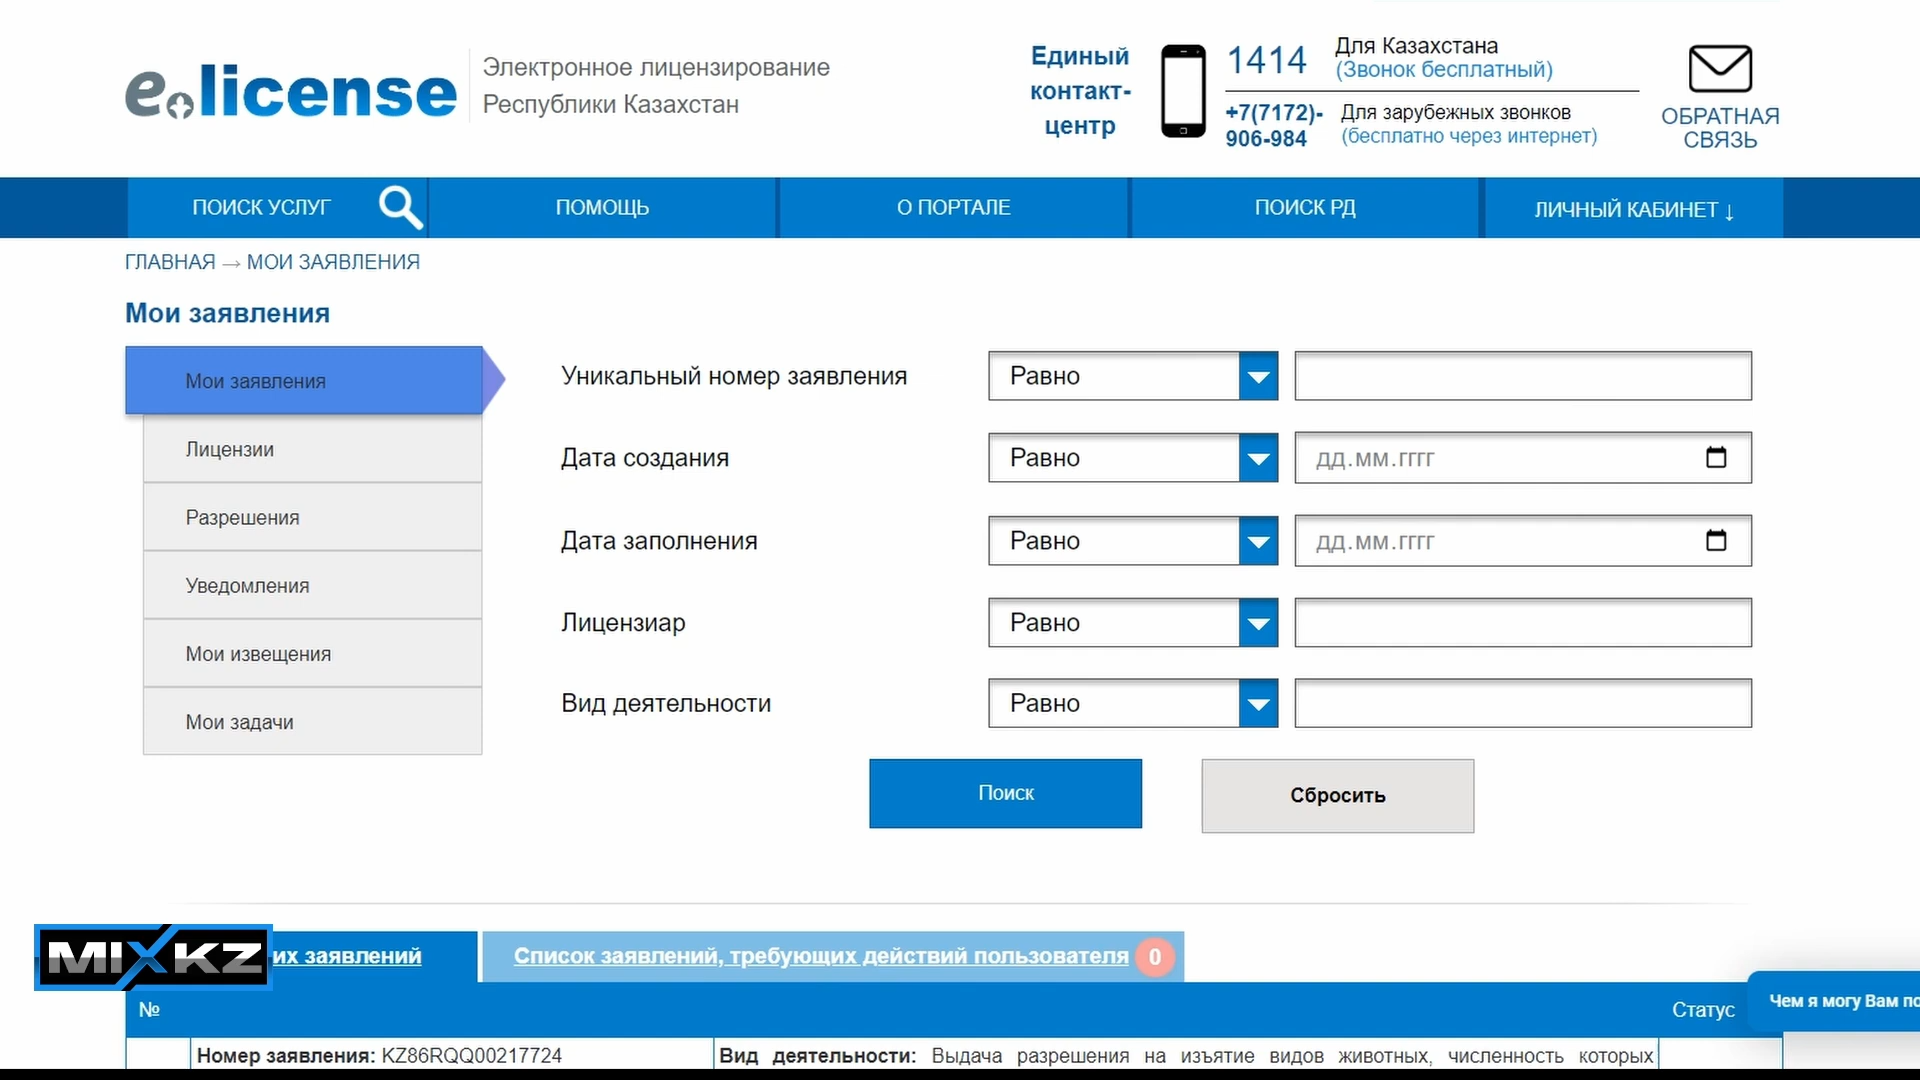 e.license
Электронное лицензирование
Республики Казахстан
Единый
контакт-
центр
1414
Для Казахстана
(Звонок бесплатный)
+7(7172)-
906-984
Для зарубежных звонков
(бесплатно через интернет)
ОБРАТНАЯ
СВЯЗЬ
ПОИСК УСЛУГ
ПОМОЩЬ
О ПОРТАЛЕ
ПОИСК РД
ЛИЧНЫЙ КАБИНЕТ ↓
ГЛАВНАЯ → МОИ ЗАЯВЛЕНИЯ
Мои заявления
Мои заявления
Лицензии
Разрешения
Уведомления
Мои извещения
Мои задачи
Уникальный номер заявления
Равно
Дата создания
Равно
дд.мм.гггг
Дата заполнения
Равно
дд.мм.гггг
Лицензиар
Равно
Вид деятельности
Равно
Поиск
Сбросить
MIXKZ
их заявлений
Список заявлений, требующих действий пользователя 0
№
Статус
Чем я могу Вам по
Номер заявления: KZ86RQQ00217724
Вид деятельности: Выдача разрешения на изъятие видов животных, численность которых